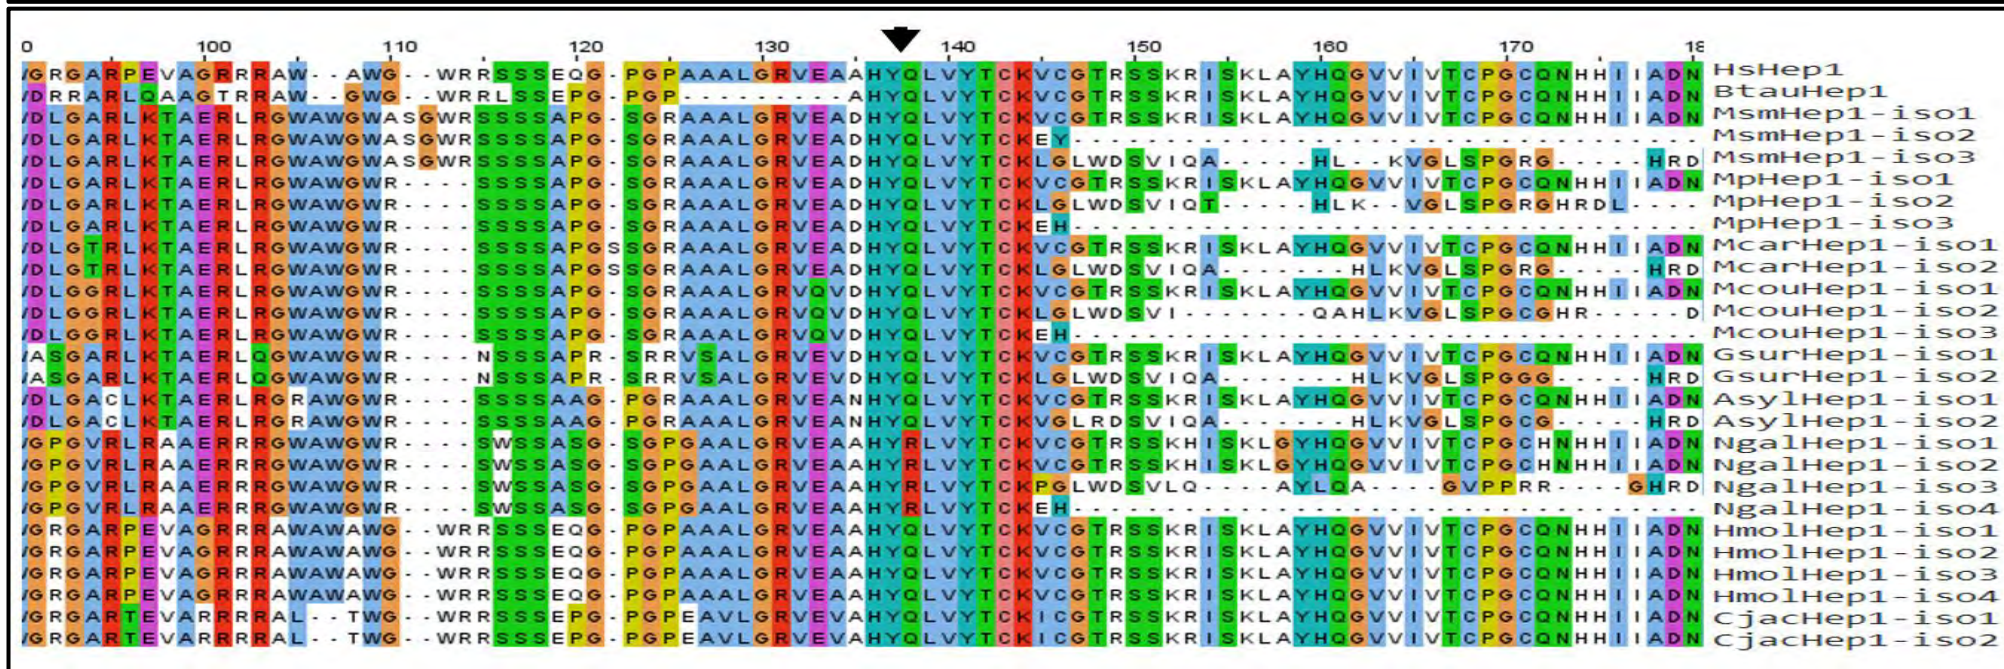 0 100 110 120 130 140 150 160 170 18
GRGARPEVAGRRRAW--AWG--WRRSSSEQG-PGPAAALGRVEAAHYQLVYTCKVCGTRSSKRISKLAYHQGVVIVTCPGCQNHHIIADN HsHep1
DRRARLQAAGTRRAW--GWG--WRRLSSEPG-PGP---------AHYQLVYTCKVCGTRSSKRISKLAYHQGVVIVTCPGCQNHHIIADN BtauHep1
DLGARLKTAERLRGWAWGWASGWRSSSSAPG-SGRAAALGRVEADHYQLVYTCKVCGTRSSKRISKLAYHQGVVIVTCPGCQNHHIIADN MsmHep1-iso1
DLGARLKTAERLRGWAWGWASGWRSSSSAPG-SGRAAALGRVEADHYQLVYTCKEY---------------------------------- MsmHep1-iso2
DLGARLKTAERLRGWAWGWASGWRSSSSAPG-SGRAAALGRVEADHYQLVYTCKLGLWDSVIQA-----HL--KVGLSPGRG-----HRD MsmHep1-iso3
DLGARLKTAERLRGWAWGWR----SSSSAPG-SGRAAALGRVEADHYQLVYTCKVCGTRSSKRISKLAYHQGVVIVTCPGCQNHHIIADN MpHep1-iso1
DLGARLKTAERLRGWAWGWR----SSSSAPG-SGRAAALGRVEADHYQLVYTCKLGLWDSVIQT-----HLK--VGLSPGRGHRDL---- MpHep1-iso2
DLGARLKTAERLRGWAWGWR----SSSSAPG-SGRAAALGRVEADHYQLVYTCKEH---------------------------------- MpHep1-iso3
DLGTRLKTAERLRGWAWGWR----SSSSAPGSSGRAAALGRVEADHYQLVYTCKVCGTRSSKRISKLAYHQGVVIVTCPGCQNHHIIADN McarHep1-iso1
DLGTRLKTAERLRGWAWGWR----SSSSAPGSSGRAAALGRVEADHYQLVYTCKLGLWDSVIQA-------HLKVGLSPGRG-----HRD McarHep1-iso2
DLGGRLKTAERLRGWAWGWR----SSSSAPG-SGRAAALGRVQVDHYQLVYTCKVCGTRSSKRISKLAYHQGVVIVTCPGCQNHHIIADN McouHep1-iso1
DLGGRLKTAERLRGWAWGWR----SSSSAPG-SGRAAALGRVQVDHYQLVYTCKLGLWDSVI-------QAHLKVGLSPGCGHR-----D McouHep1-iso2
DLGGRLKTAERLRGWAWGWR----SSSSAPG-SGRAAALGRVQVDHYQLVYTCKEH---------------------------------- McouHep1-iso3
ASGARLKTAERLQGWAWGWR----NSSSAPR-SRRVSALGRVEVDHYQLVYTCKVCGTRSSKRISKLAYHQGVVIVTCPGCQNHHIIADN GsurHep1-iso1
ASGARLKTAERLQGWAWGWR----NSSSAPR-SRRVSALGRVEVDHYQLVYTCKLGLWDSVIQA-------HLKVGLSPGGG-----HRD GsurHep1-iso2
DLGACLKTAERLRGRAWGWR----SSSSAAG-PGRAAALGRVEANHYQLVYTCKVCGTRSSKRISKLAYHQGVVIVTCPGCQNHHIIADN AsylHep1-iso1
DLGACLKTAERLRGRAWGWR----SSSSAAG-PGRAAALGRVEANHYQLVYTCKVGLRDSVIQA-------HLKVGLSPGCG-----HRD AsylHep1-iso2
GPGVRLRAAERRRGWAWGWR----SWSSASG-SGPGAALGRVEAAHYRLVYTCKVCGTRSSKHISKLGYHQGVVIVTCPGCHNHHIIADN NgalHep1-iso1
GPGVRLRAAERRRGWAWGWR----SWSSASG-SGPGAALGRVEAAHYRLVYTCKVCGTRSSKHISKLGYHQGVVIVTCPGCHNHHIIADN NgalHep1-iso2
GPGVRLRAAERRRGWAWGWR----SWSSASG-SGPGAALGRVEAAHYRLVYTCKPGLWDSVLQ----AYLQA----GVPPRR----GHRD NgalHep1-iso3
GPGVRLRAAERRRGWAWGWR----SWSSASG-SGPGAALGRVEAAHYRLVYTCKEH---------------------------------- NgalHep1-iso4
GRGARPEVAGRRRAWAWAWG--WRRSSSEQG-PGPAAALGRVEAAHYQLVYTCKVCGTRSSKRISKLAYHQGVVIVTCPGCQNHHIIADN HmolHep1-iso1
GRGARPEVAGRRRAWAWAWG--WRRSSSEQG-PGPAAALGRVEAAHYQLVYTCKVCGTRSSKRISKLAYHQGVVIVTCPGCQNHHIIADN HmolHep1-iso2
GRGARPEVAGRRRAWAWAWG--WRRSSSEQG-PGPAAALGRVEAAHYQLVYTCKVCGTRSSKRISKLAYHQGVVIVTCPGCQNHHIIADN HmolHep1-iso3
GRGARPEVAGRRRAWAWAWG--WRRSSSEQG-PGPAAALGRVEAAHYQLVYTCKVCGTRSSKRISKLAYHQGVVIVTCPGCQNHHIIADN HmolHep1-iso4
GRGARTEVARRRRAL--TWG--WRRSSSEPG-PGPEAVLGRVEVAHYQLVYTCKICGTRSSKRISKLAYHQGVVIVTCPGCQNHHIIADN CjacHep1-iso1
GRGARTEVARRRRAL--TWG--WRRSSSEPG-PGPEAVLGRVEVAHYQLVYTCKICGTRSSKRISKLAYHQGVVIVTCPGCQNHHIIADN CjacHep1-iso2